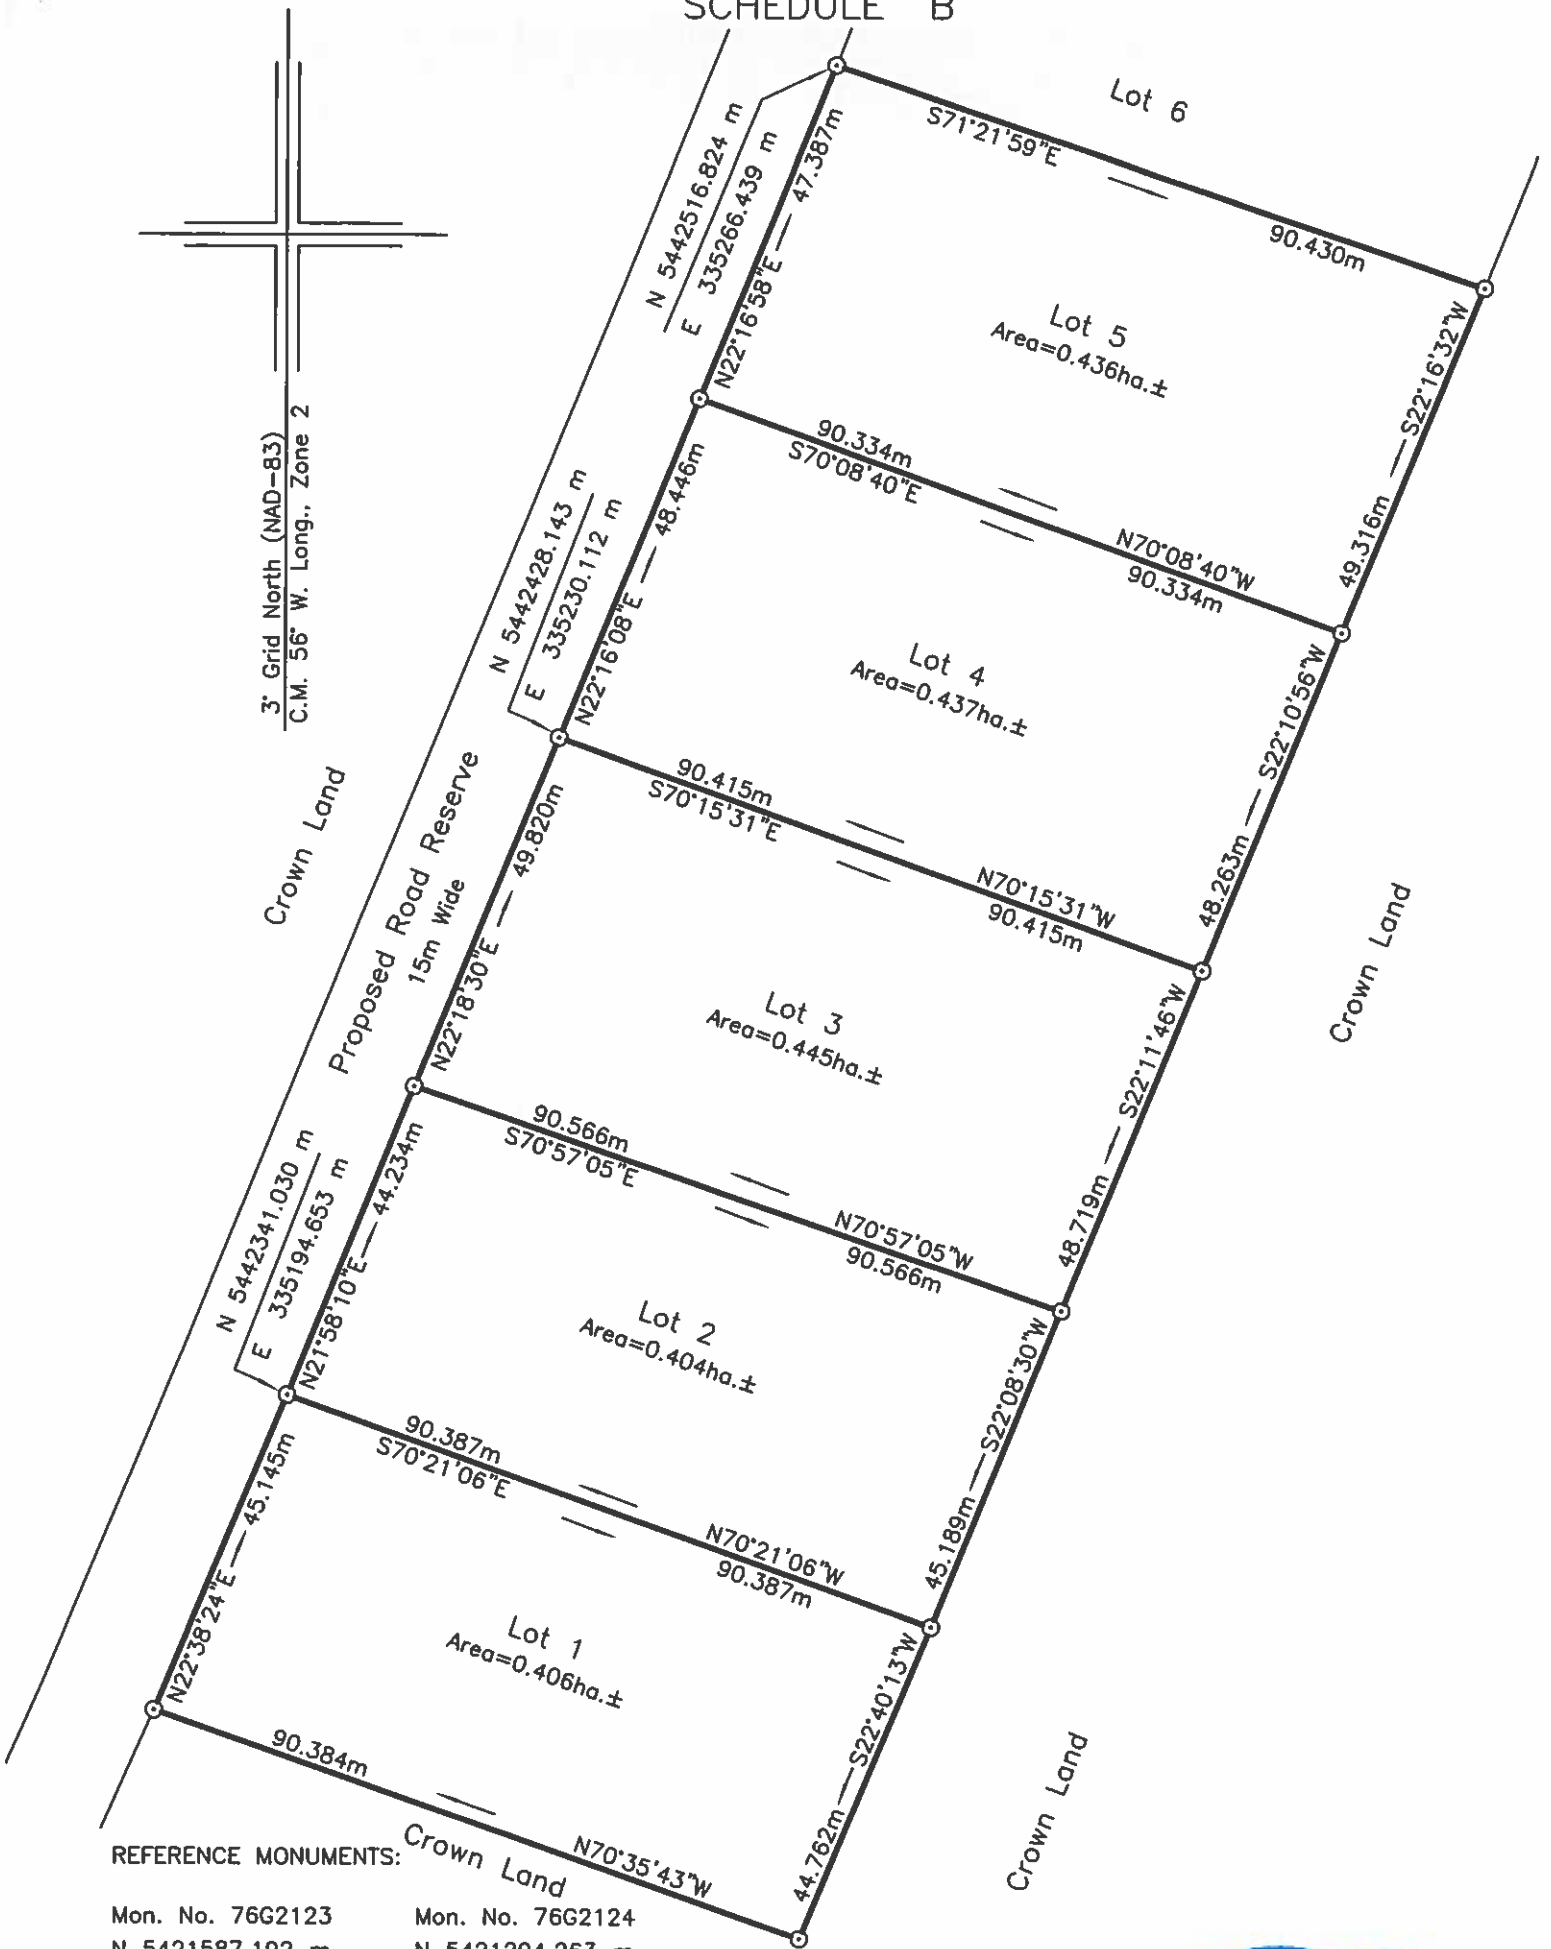 SCHEDULE B
Lot 6
S71°21'59"E
90.430m
N 5442516.824 m
E 335266.439 m
N22°16'58"E — 47.387m
Lot 5
Area=0.436ha.±
49.316m — S22°16'32"W
90.334m
S70°08'40"E
N70°08'40"W
90.334m
3° Grid North (NAD-83)
C.M. 56° W. Long., Zone 2
N 5442428.143 m
E 335230.112 m
N22°16'08"E — 48.446m
Lot 4
Area=0.437ha.±
48.263m — S22°10'56"W
90.415m
S70°15'31"E
N70°15'31"W
90.415m
Crown Land
Proposed Road Reserve
15m Wide
N22°18'30"E — 49.820m
Lot 3
Area=0.445ha.±
48.719m — S22°11'46"W
Crown Land
90.566m
S70°57'05"E
N70°57'05"W
90.566m
N 5442341.030 m
E 335194.653 m
N21°58'10"E — 44.234m
Lot 2
Area=0.404ha.±
45.189m — S22°08'30"W
90.387m
S70°21'06"E
N70°21'06"W
90.387m
N22°38'24"E — 45.145m
Lot 1
Area=0.406ha.±
44.762m — S22°40'13"W
Crown Land
90.384m
N70°35'43"W
Crown Land
REFERENCE MONUMENTS:
Mon. No. 76G2123 Mon. No. 76G2124